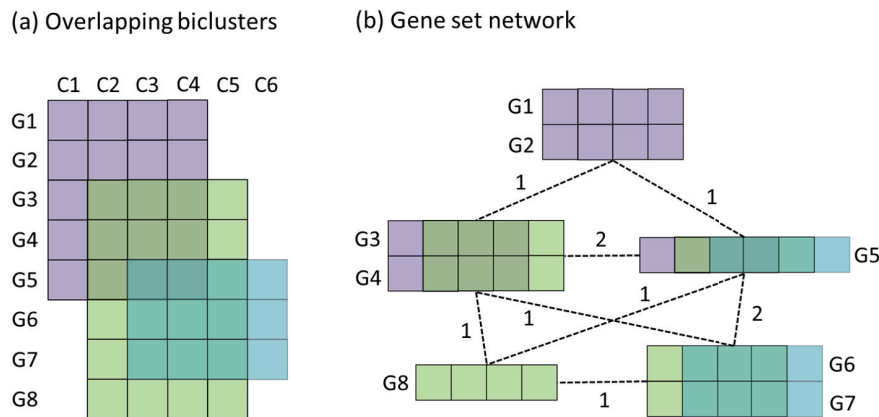 (a) Overlapping biclusters
(b) Gene set network
C1 C2 C3 C4 C5 C6
G1
G2
G3
G4
G5
G6
G7
G8
G1
G2
1
1
G3
G4
2
G5
1
1
1
2
G8
1
G6
G7